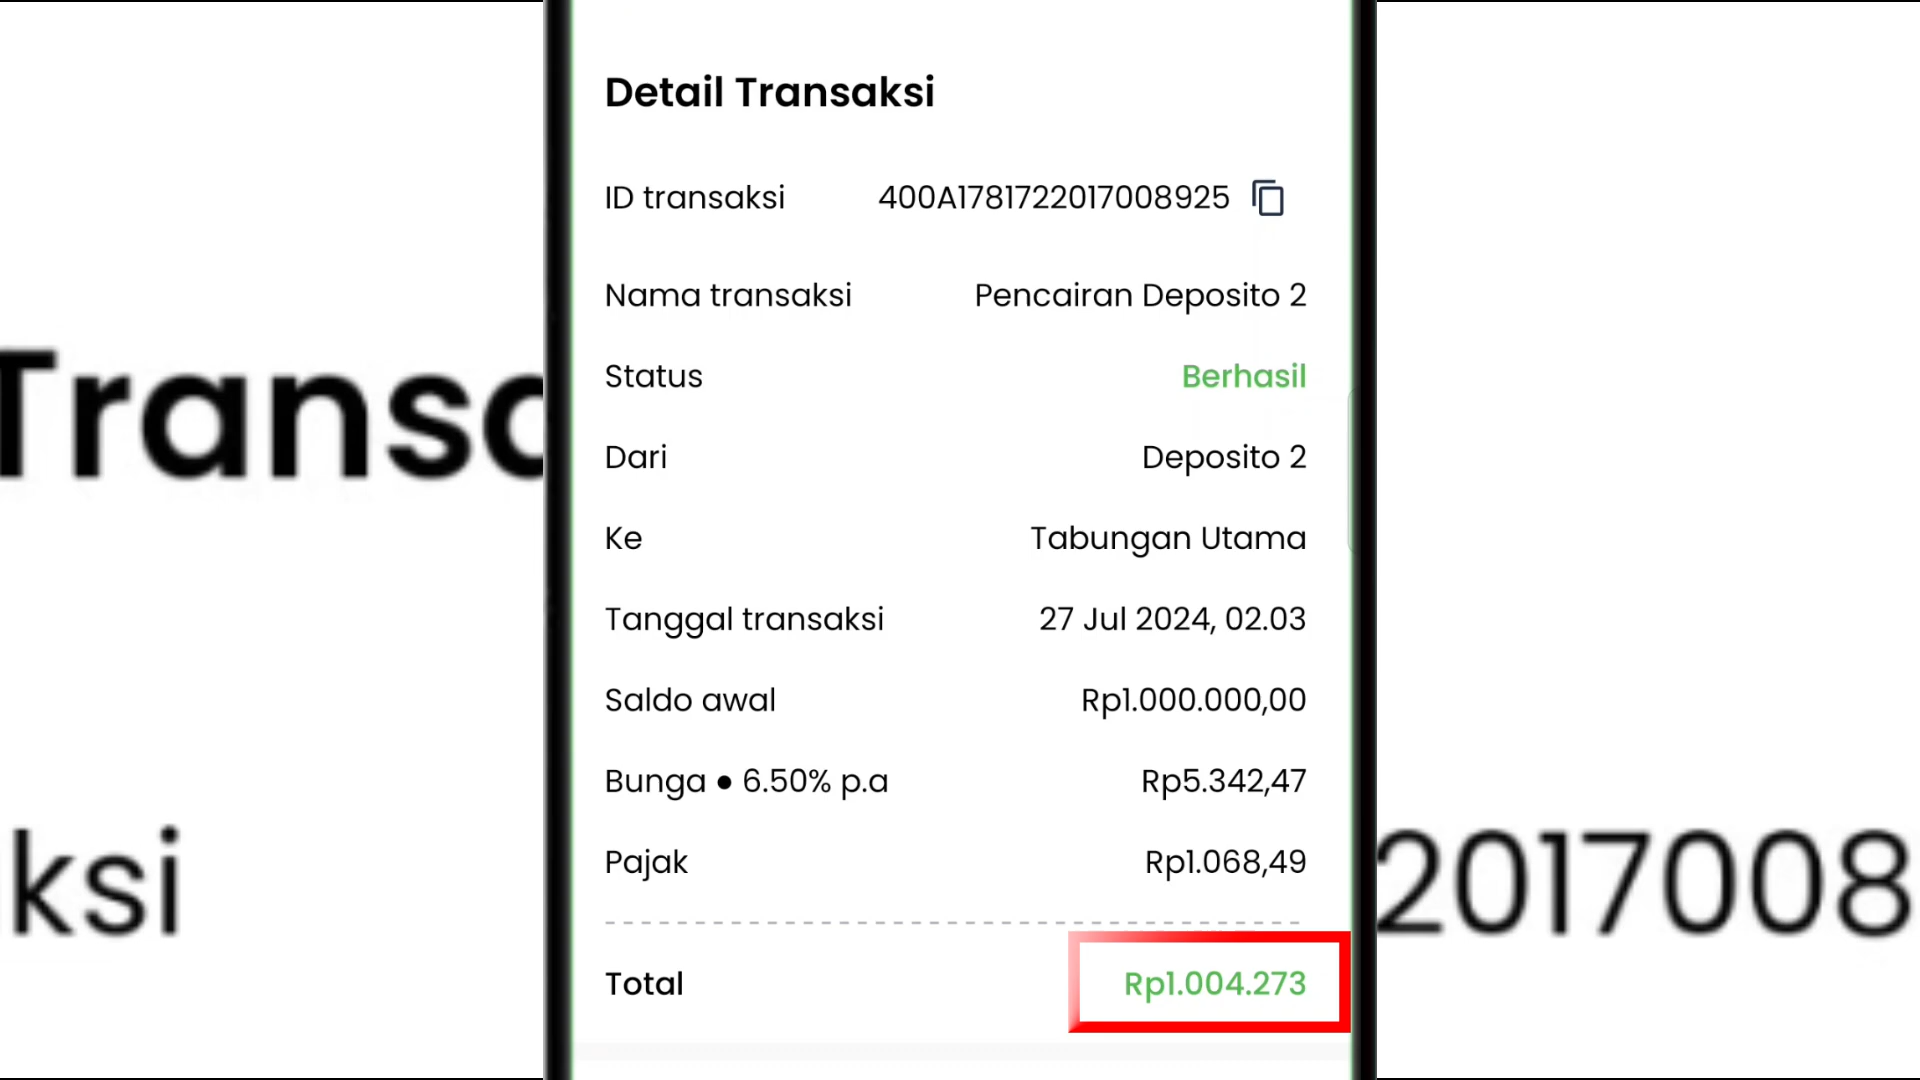 Detail Transaksi
ID transaksi 400A1781722017008925
Nama transaksi Pencairan Deposito 2
Status Berhasil
Dari Deposito 2
Ke Tabungan Utama
Tanggal transaksi 27 Jul 2024, 02.03
Saldo awal Rp1.000.000,00
Bunga ● 6.50% p.a Rp5.342,47
Pajak Rp1.068,49
Total Rp1.004.273
Transa
ksi
2017008